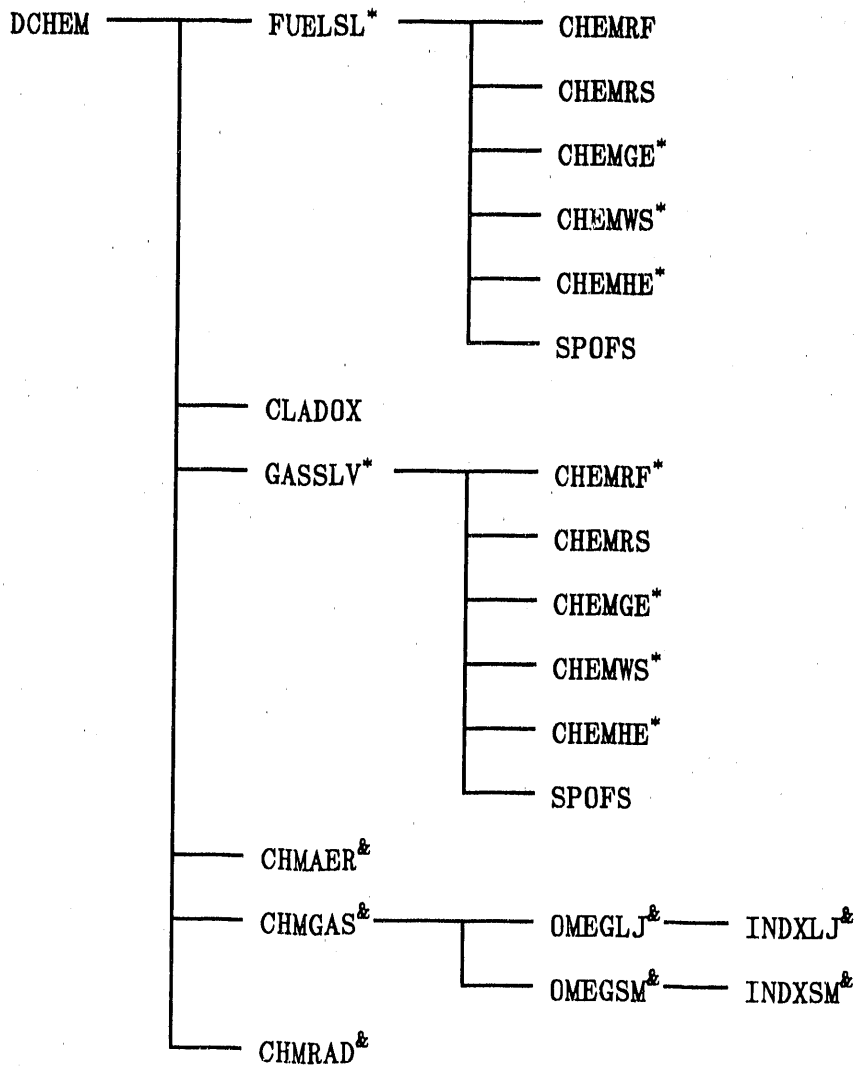 DCHEM FUELSL* CHEMRF
CHEMRS
CHEMGE*
CHEMWS*
CHEMHE*
SPOFS
CLADOX
GASSLV* CHEMRF*
CHEMRS
CHEMGE*
CHEMWS*
CHEMHE*
SPOFS
CHMAER&
CHMGAS& OMEGLJ& INDXLJ&
OMEGSM& INDXSM&
CHMRAD&